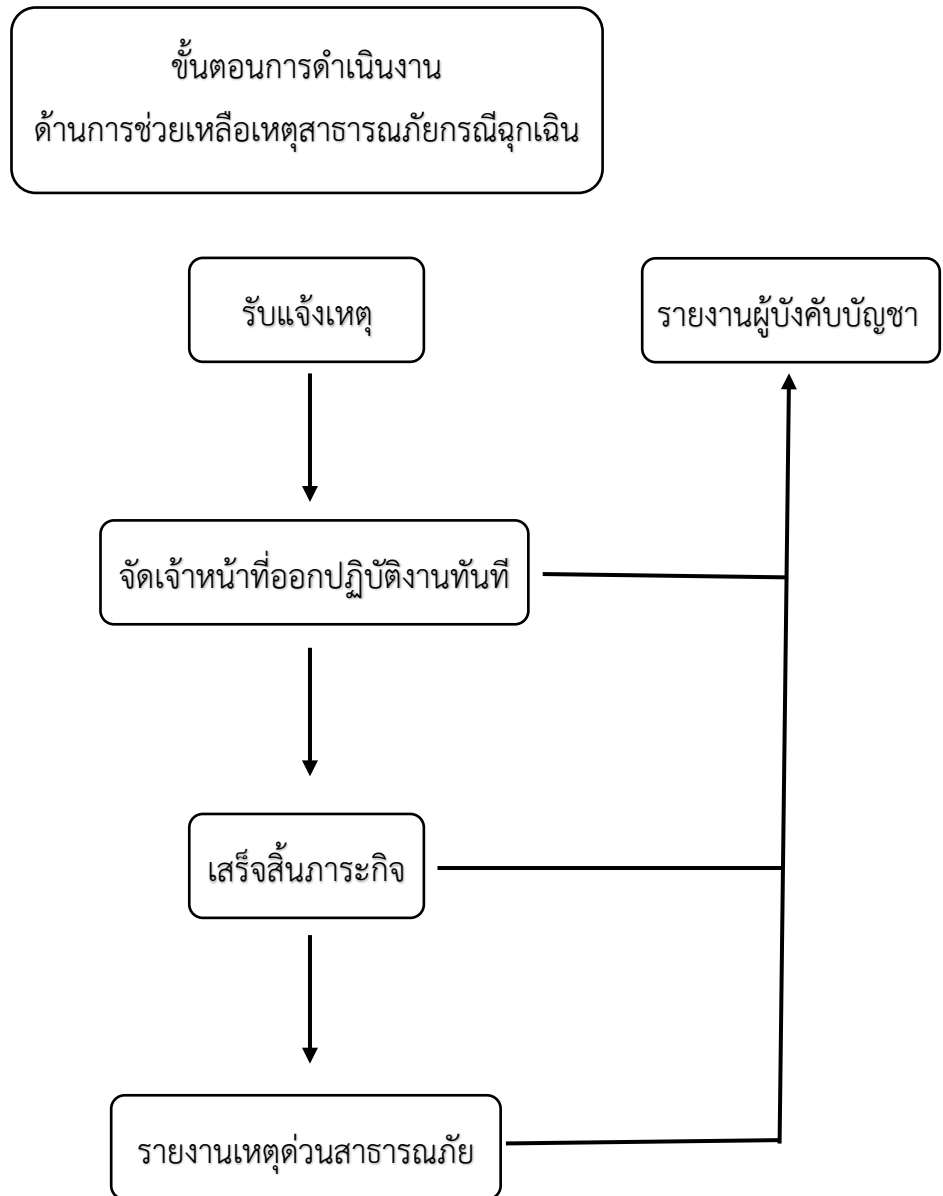 ขั้นตอนการดำเนินงาน
ด้านการช่วยเหลือเหตุสาธารณภัยกรณีฉุกเฉิน
รับแจ้งเหตุ
รายงานผู้บังคับบัญชา
จัดเจ้าหน้าที่ออกปฏิบัติงานทันที
เสร็จสิ้นภาระกิจ
รายงานเหตุด่วนสาธารณภัย